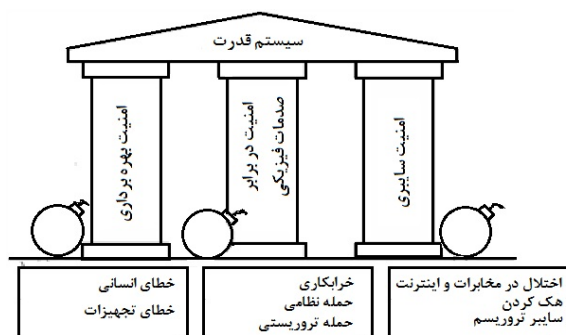 سیستم قدرت
امنیت سایبری
امنیت در برابر
صدمات فیزیکی
امنیت بهره برداری
اختلال در مخابرات و اینترنت
هک کردن
سایبر تروریسم
خرابکاری
حمله نظامی
حمله تروریستی
خطای انسانی
خطای تجهیزات